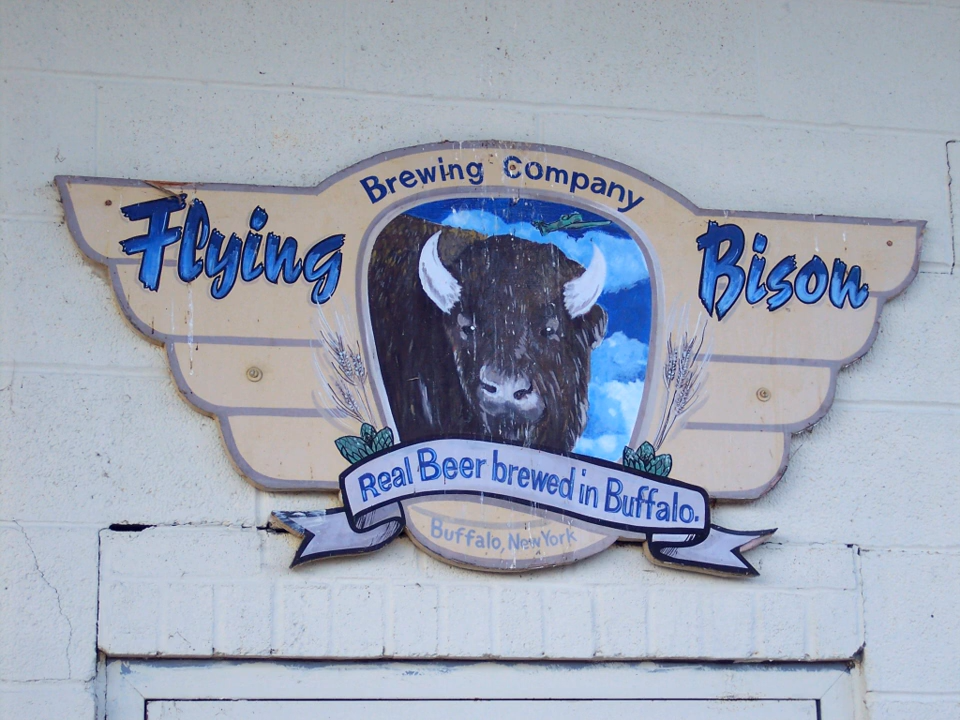 Brewing Company
Flying Bison
Real Beer brewed in Buffalo.
Buffalo, New York